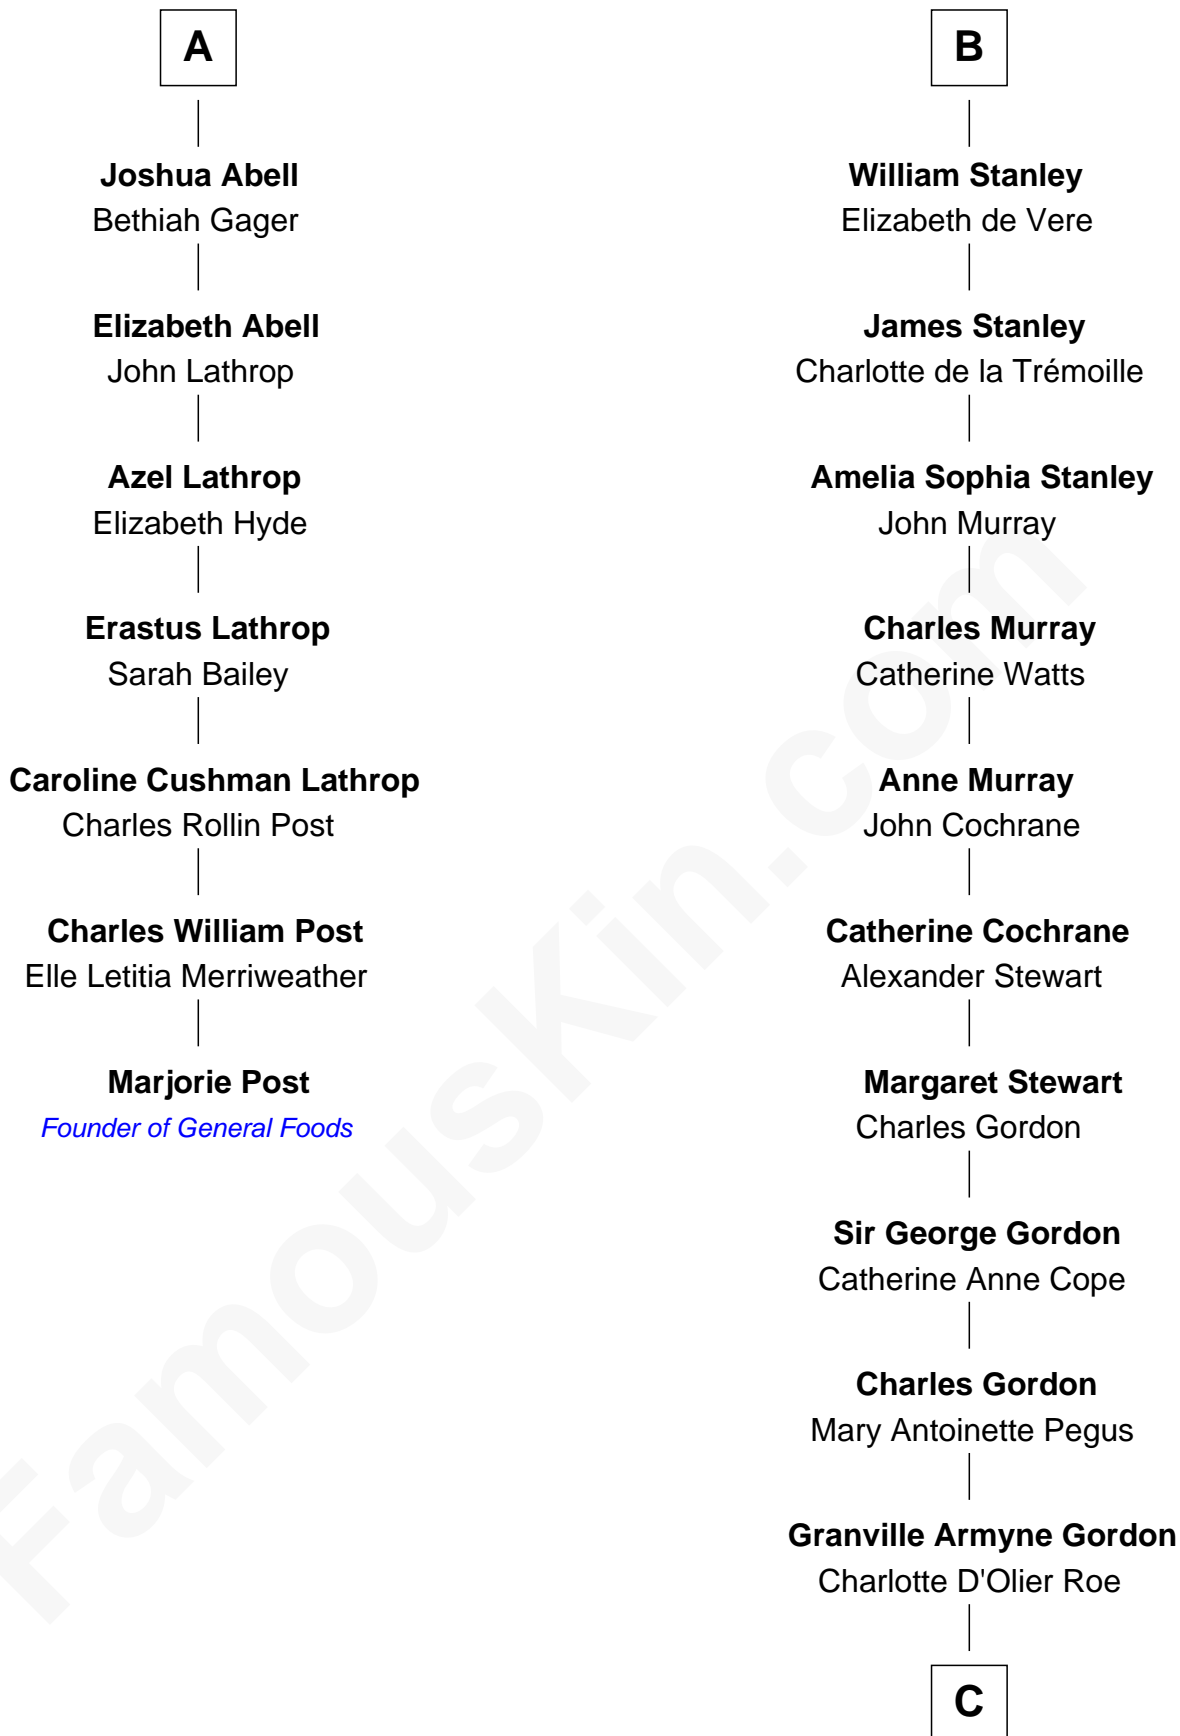 A
Joshua Abell
Bethiah Gager
Elizabeth Abell
John Lathrop
Azel Lathrop
Elizabeth Hyde
Erastus Lathrop
Sarah Bailey
Caroline Cushman Lathrop
Charles Rollin Post
Charles William Post
Elle Letitia Merriweather
Marjorie Post
Founder of General Foods
B
William Stanley
Elizabeth de Vere
James Stanley
Charlotte de la Trémoille
Amelia Sophia Stanley
John Murray
Charles Murray
Catherine Watts
Anne Murray
John Cochrane
Catherine Cochrane
Alexander Stewart
Margaret Stewart
Charles Gordon
Sir George Gordon
Catherine Anne Cope
Charles Gordon
Mary Antoinette Pegus
Granville Armyne Gordon
Charlotte D'Olier Roe
C
FamousKin.com